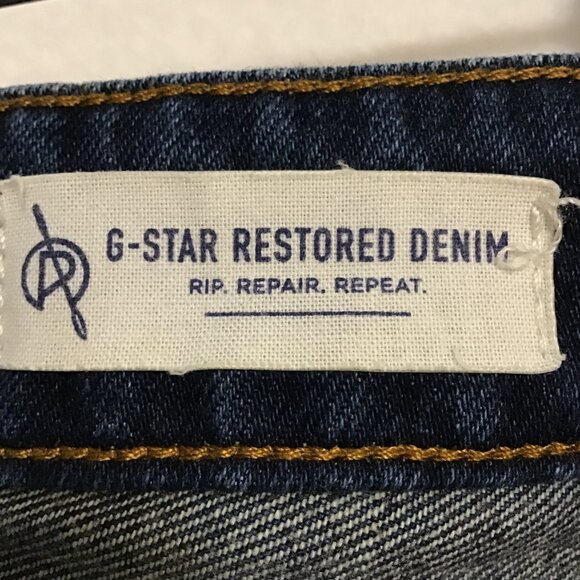 G-STAR RESTORED DENIM
RIP. REPAIR. REPEAT.